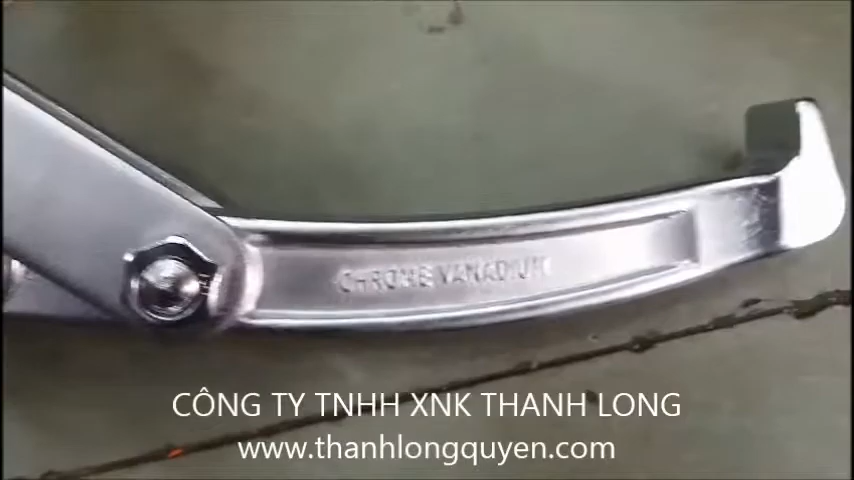 CHROME VANADIUM
CÔNG TY TNHH XNK THANH LONG
www.thanhlongquyen.com